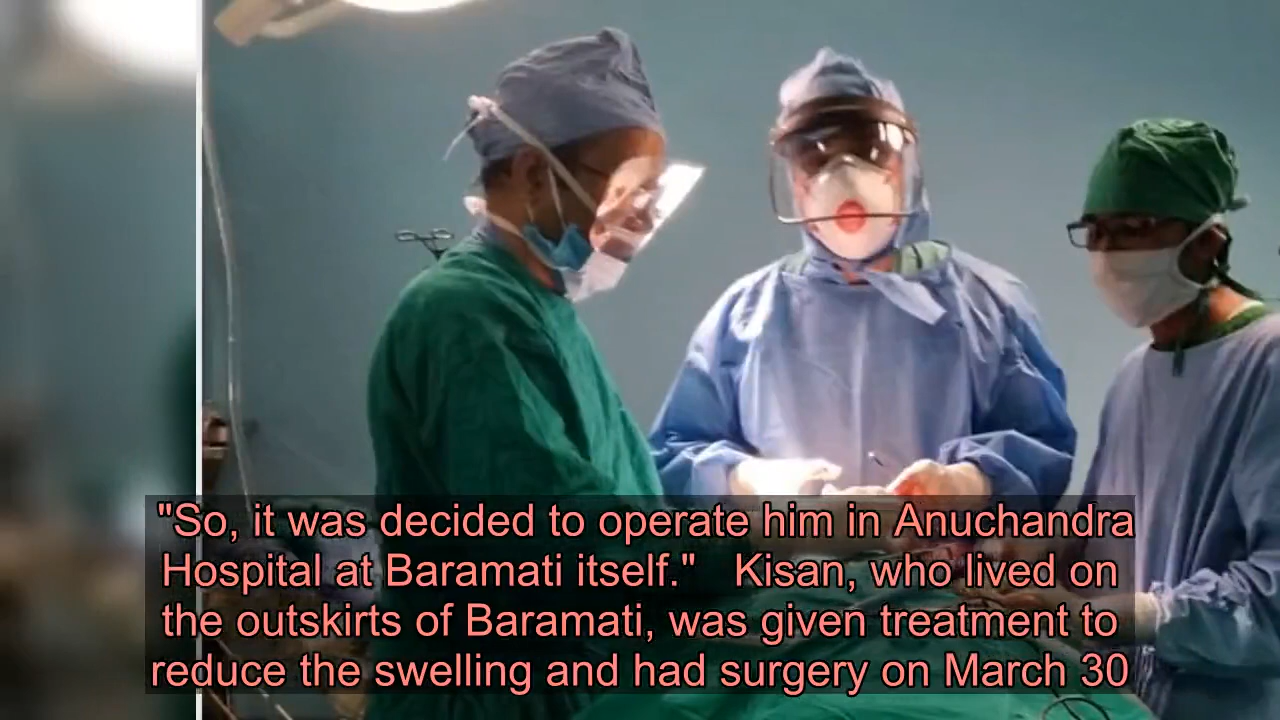 "So, it was decided to operate him in Anuchandra
Hospital at Baramati itself."   Kisan, who lived on
the outskirts of Baramati, was given treatment to
reduce the swelling and had surgery on March 30